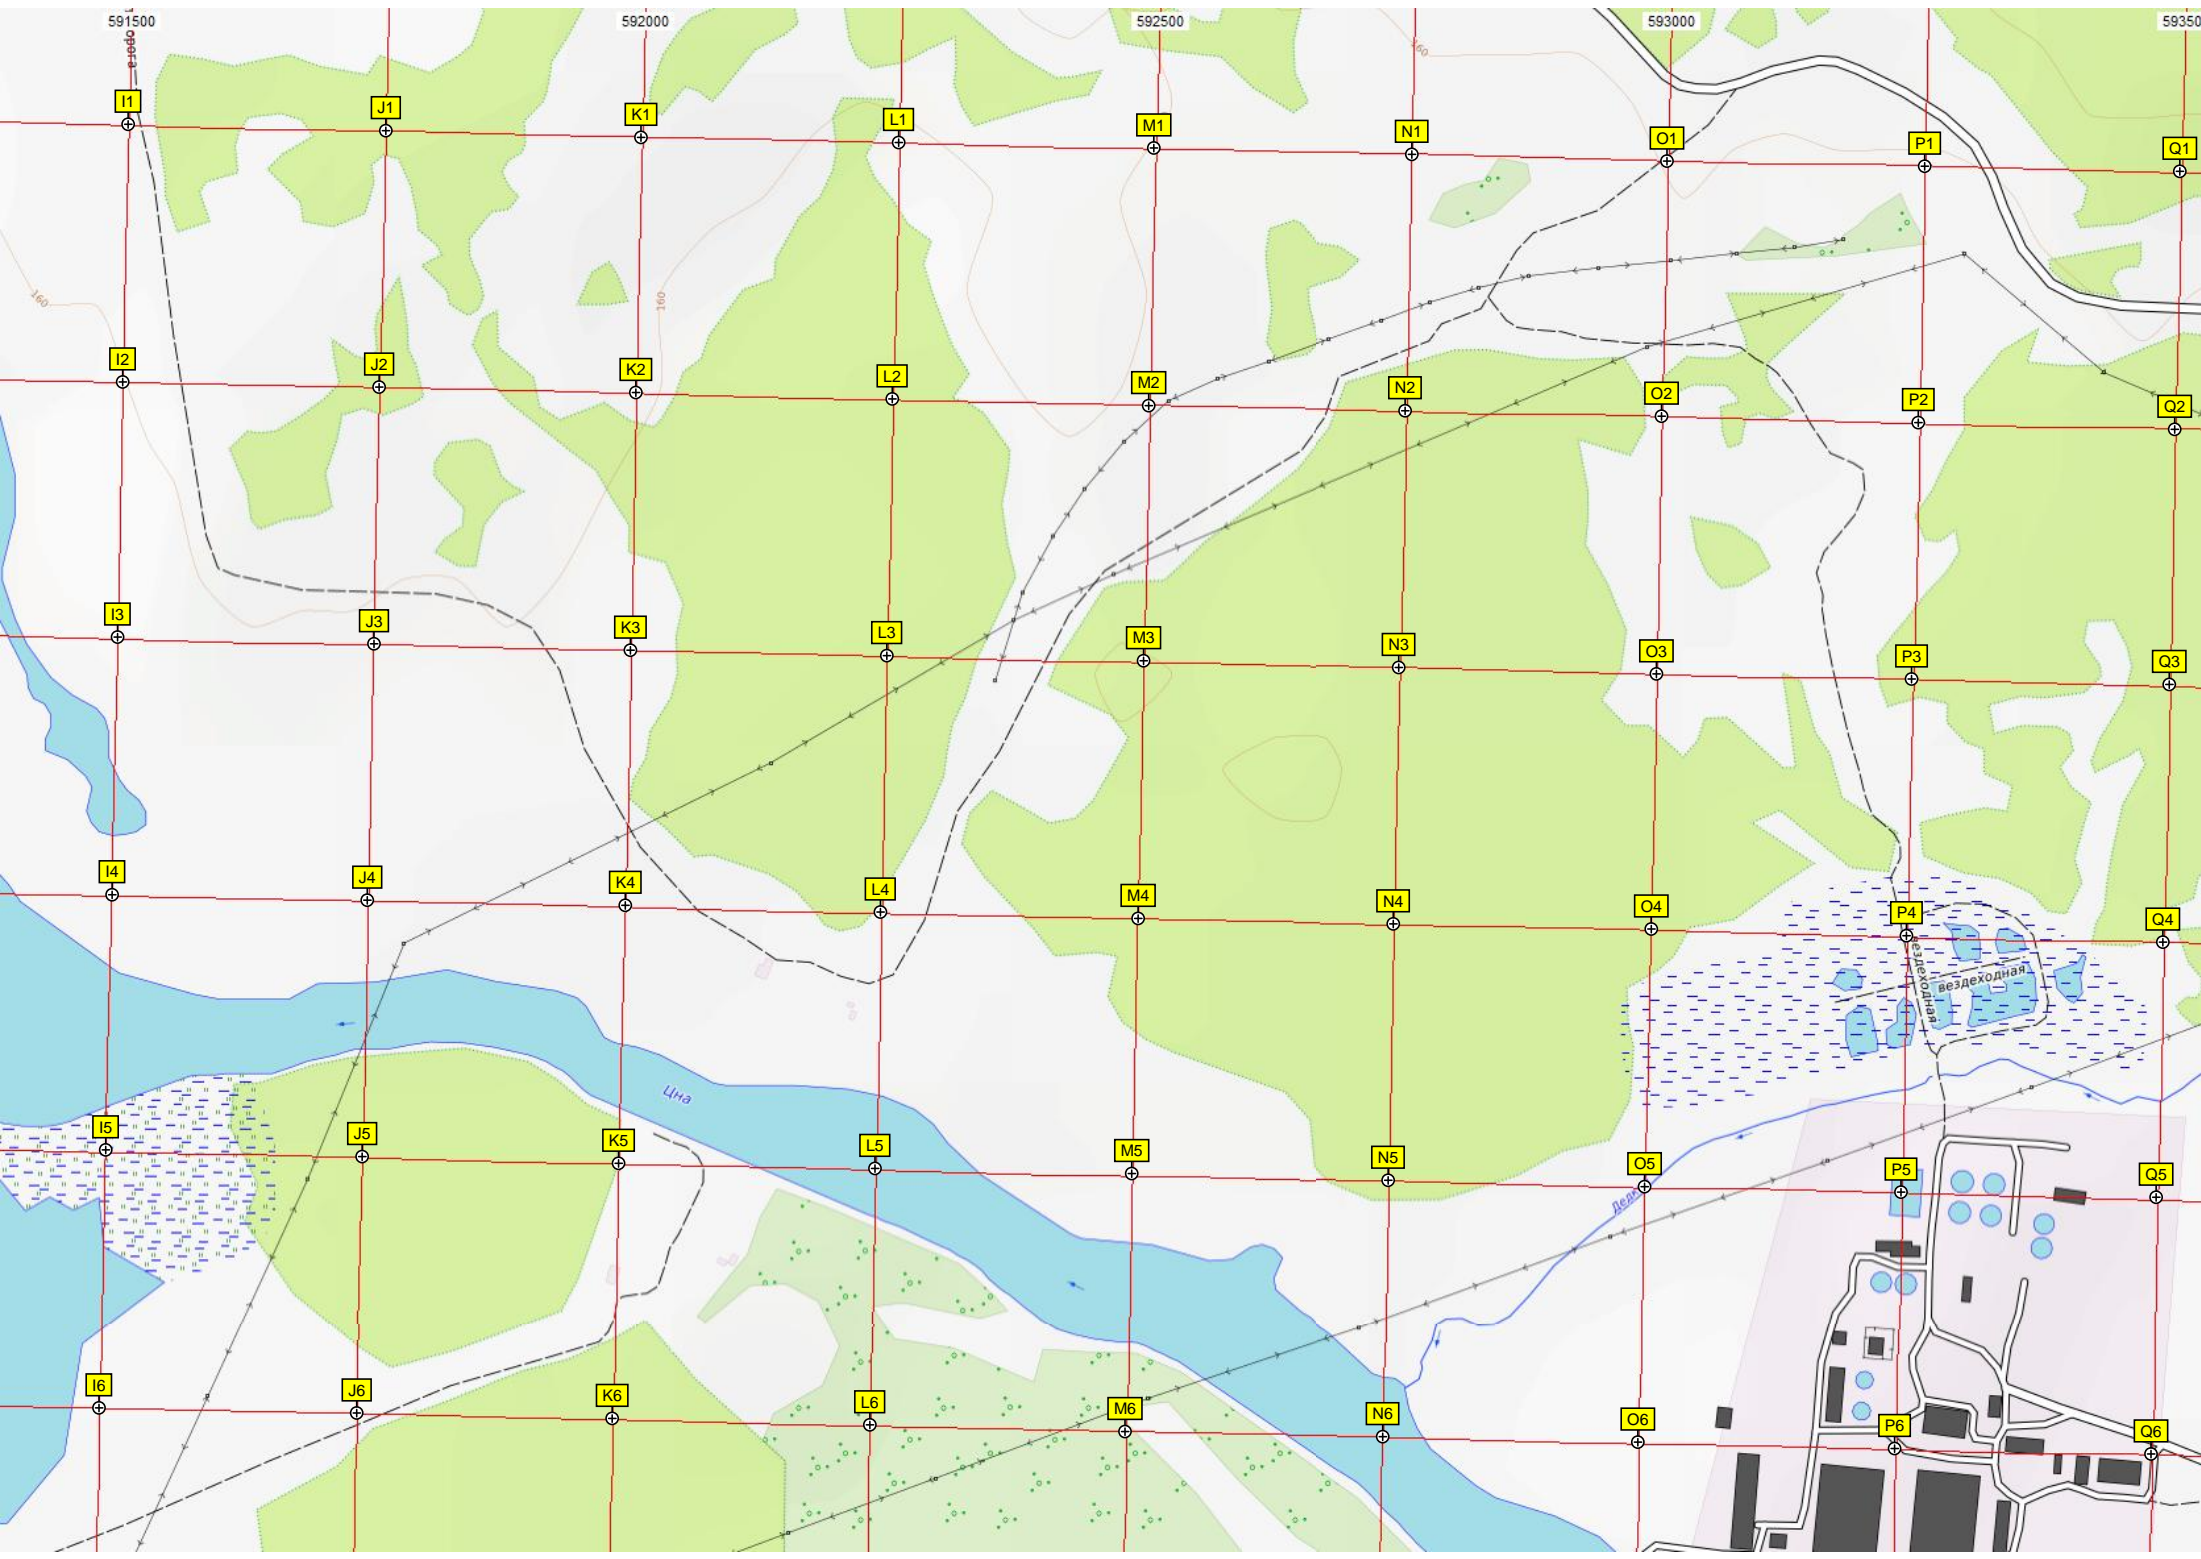 591500 592000 592500 593000 59350
орога
160
I1 J1 K1 L1 M1 N1 O1 P1 Q1
160
160
I2 J2 K2 L2 M2 N2 O2 P2 Q2
I3 J3 K3 L3 M3 N3 O3 P3 Q3
I4 J4 K4 L4 M4 N4 O4 P4 Q4
вездеходная
вездеходная
Цна
I5 J5 K5 L5 M5 N5 O5 P5 Q5
I6 J6 K6 L6 M6 N6 O6 P6 Q6